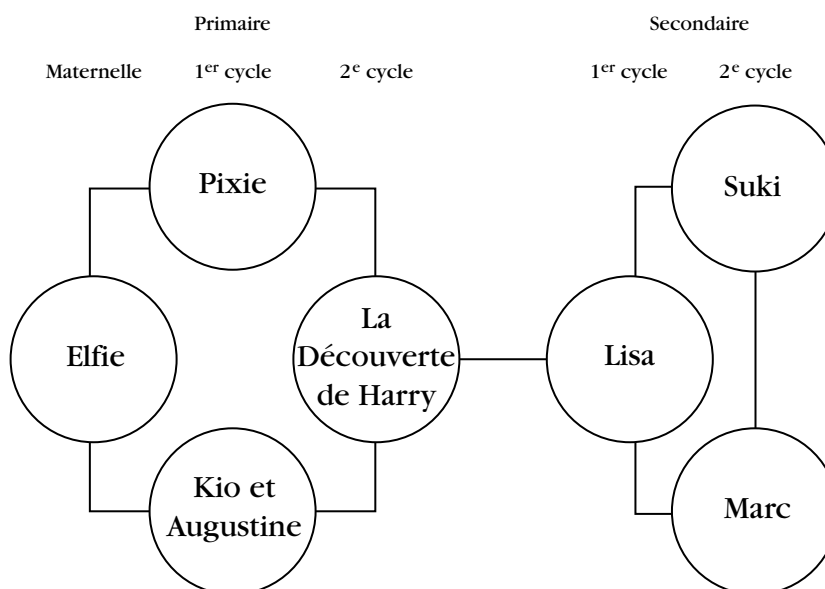 Primaire
Secondaire
Maternelle
1er cycle
2e cycle
1er cycle
2e cycle
Pixie
Suki
Elfie
La
Découverte
de Harry
Lisa
Kio et
Augustine
Marc